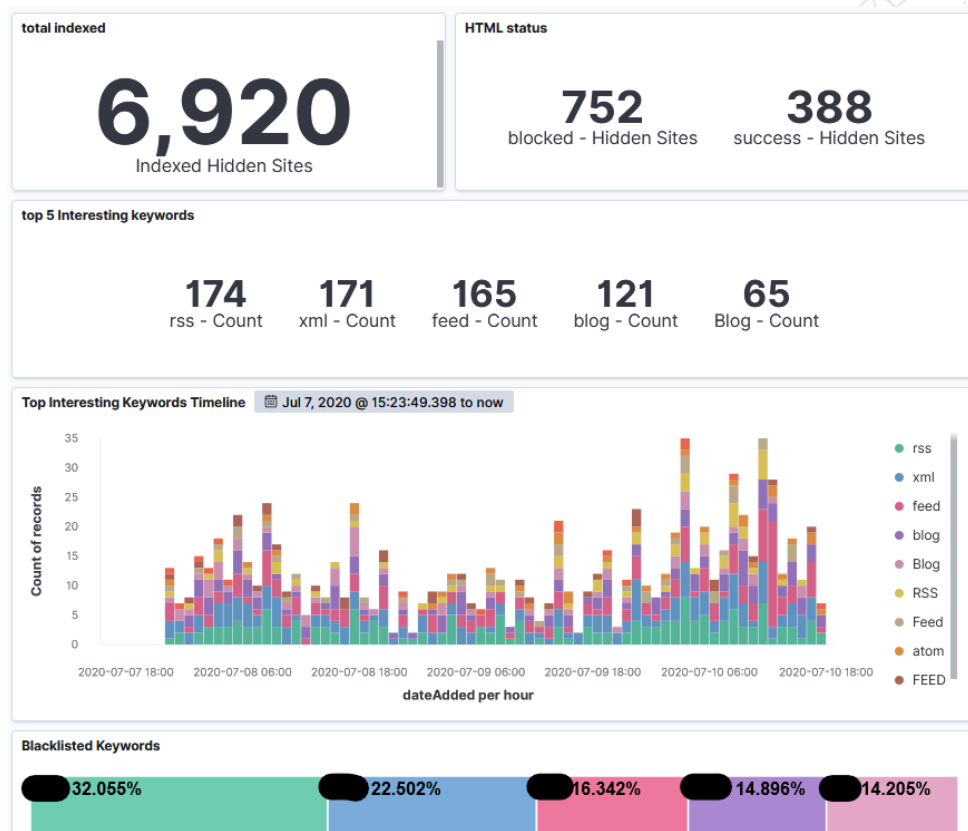 total indexed
6,920
Indexed Hidden Sites
HTML status
752
blocked - Hidden Sites
388
success - Hidden Sites
top 5 Interesting keywords
174
rss - Count
171
xml - Count
165
feed - Count
121
blog - Count
65
Blog - Count
Top Interesting Keywords Timeline
Jul 7, 2020 @ 15:23:49.398 to now
Count of records
35
30
25
20
15
10
5
0
2020-07-07 18:00
2020-07-08 06:00
2020-07-08 18:00
2020-07-09 06:00
2020-07-09 18:00
2020-07-10 06:00
2020-07-10 18:00
dateAdded per hour
rss
xml
feed
blog
Blog
RSS
Feed
atom
FEED
Blacklisted Keywords
32.055%
22.502%
16.342%
14.896%
14.205%